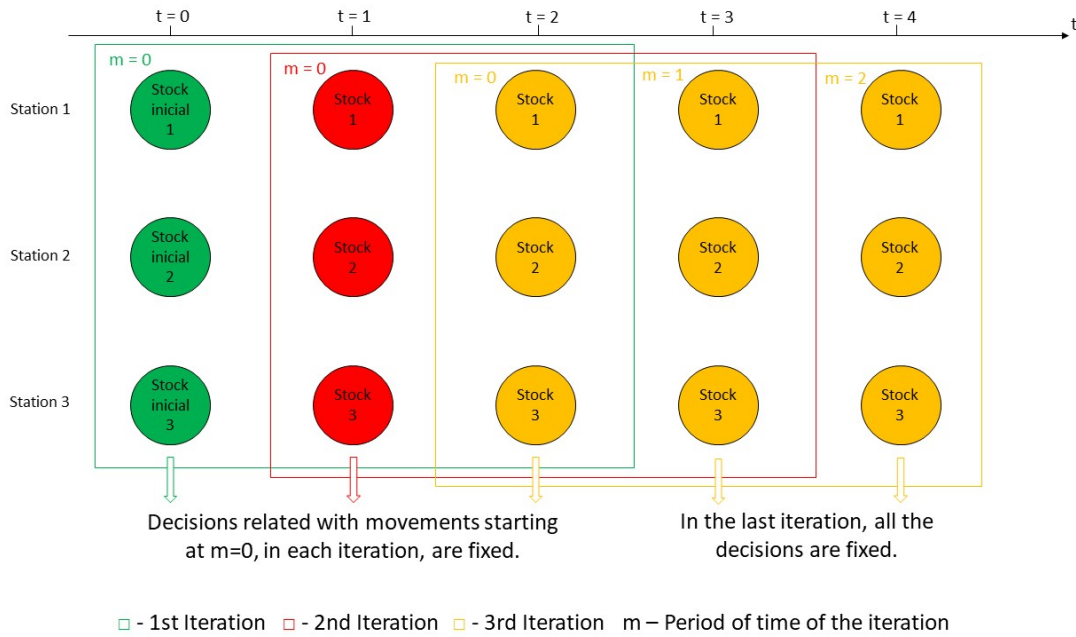 t = 0 t = 1 t = 2 t = 3 t = 4 t
m = 0 m = 0 m = 0 m = 1 m = 2
Station 1
Stock
inicial
1
Stock
1
Stock
1
Stock
1
Stock
1
Station 2
Stock
inicial
2
Stock
2
Stock
2
Stock
2
Stock
2
Station 3
Stock
inicial
3
Stock
3
Stock
3
Stock
3
Stock
3
Decisions related with movements starting
at m=0, in each iteration, are fixed.
In the last iteration, all the
decisions are fixed.
- 1st Iteration - 2nd Iteration - 3rd Iteration m – Period of time of the iteration